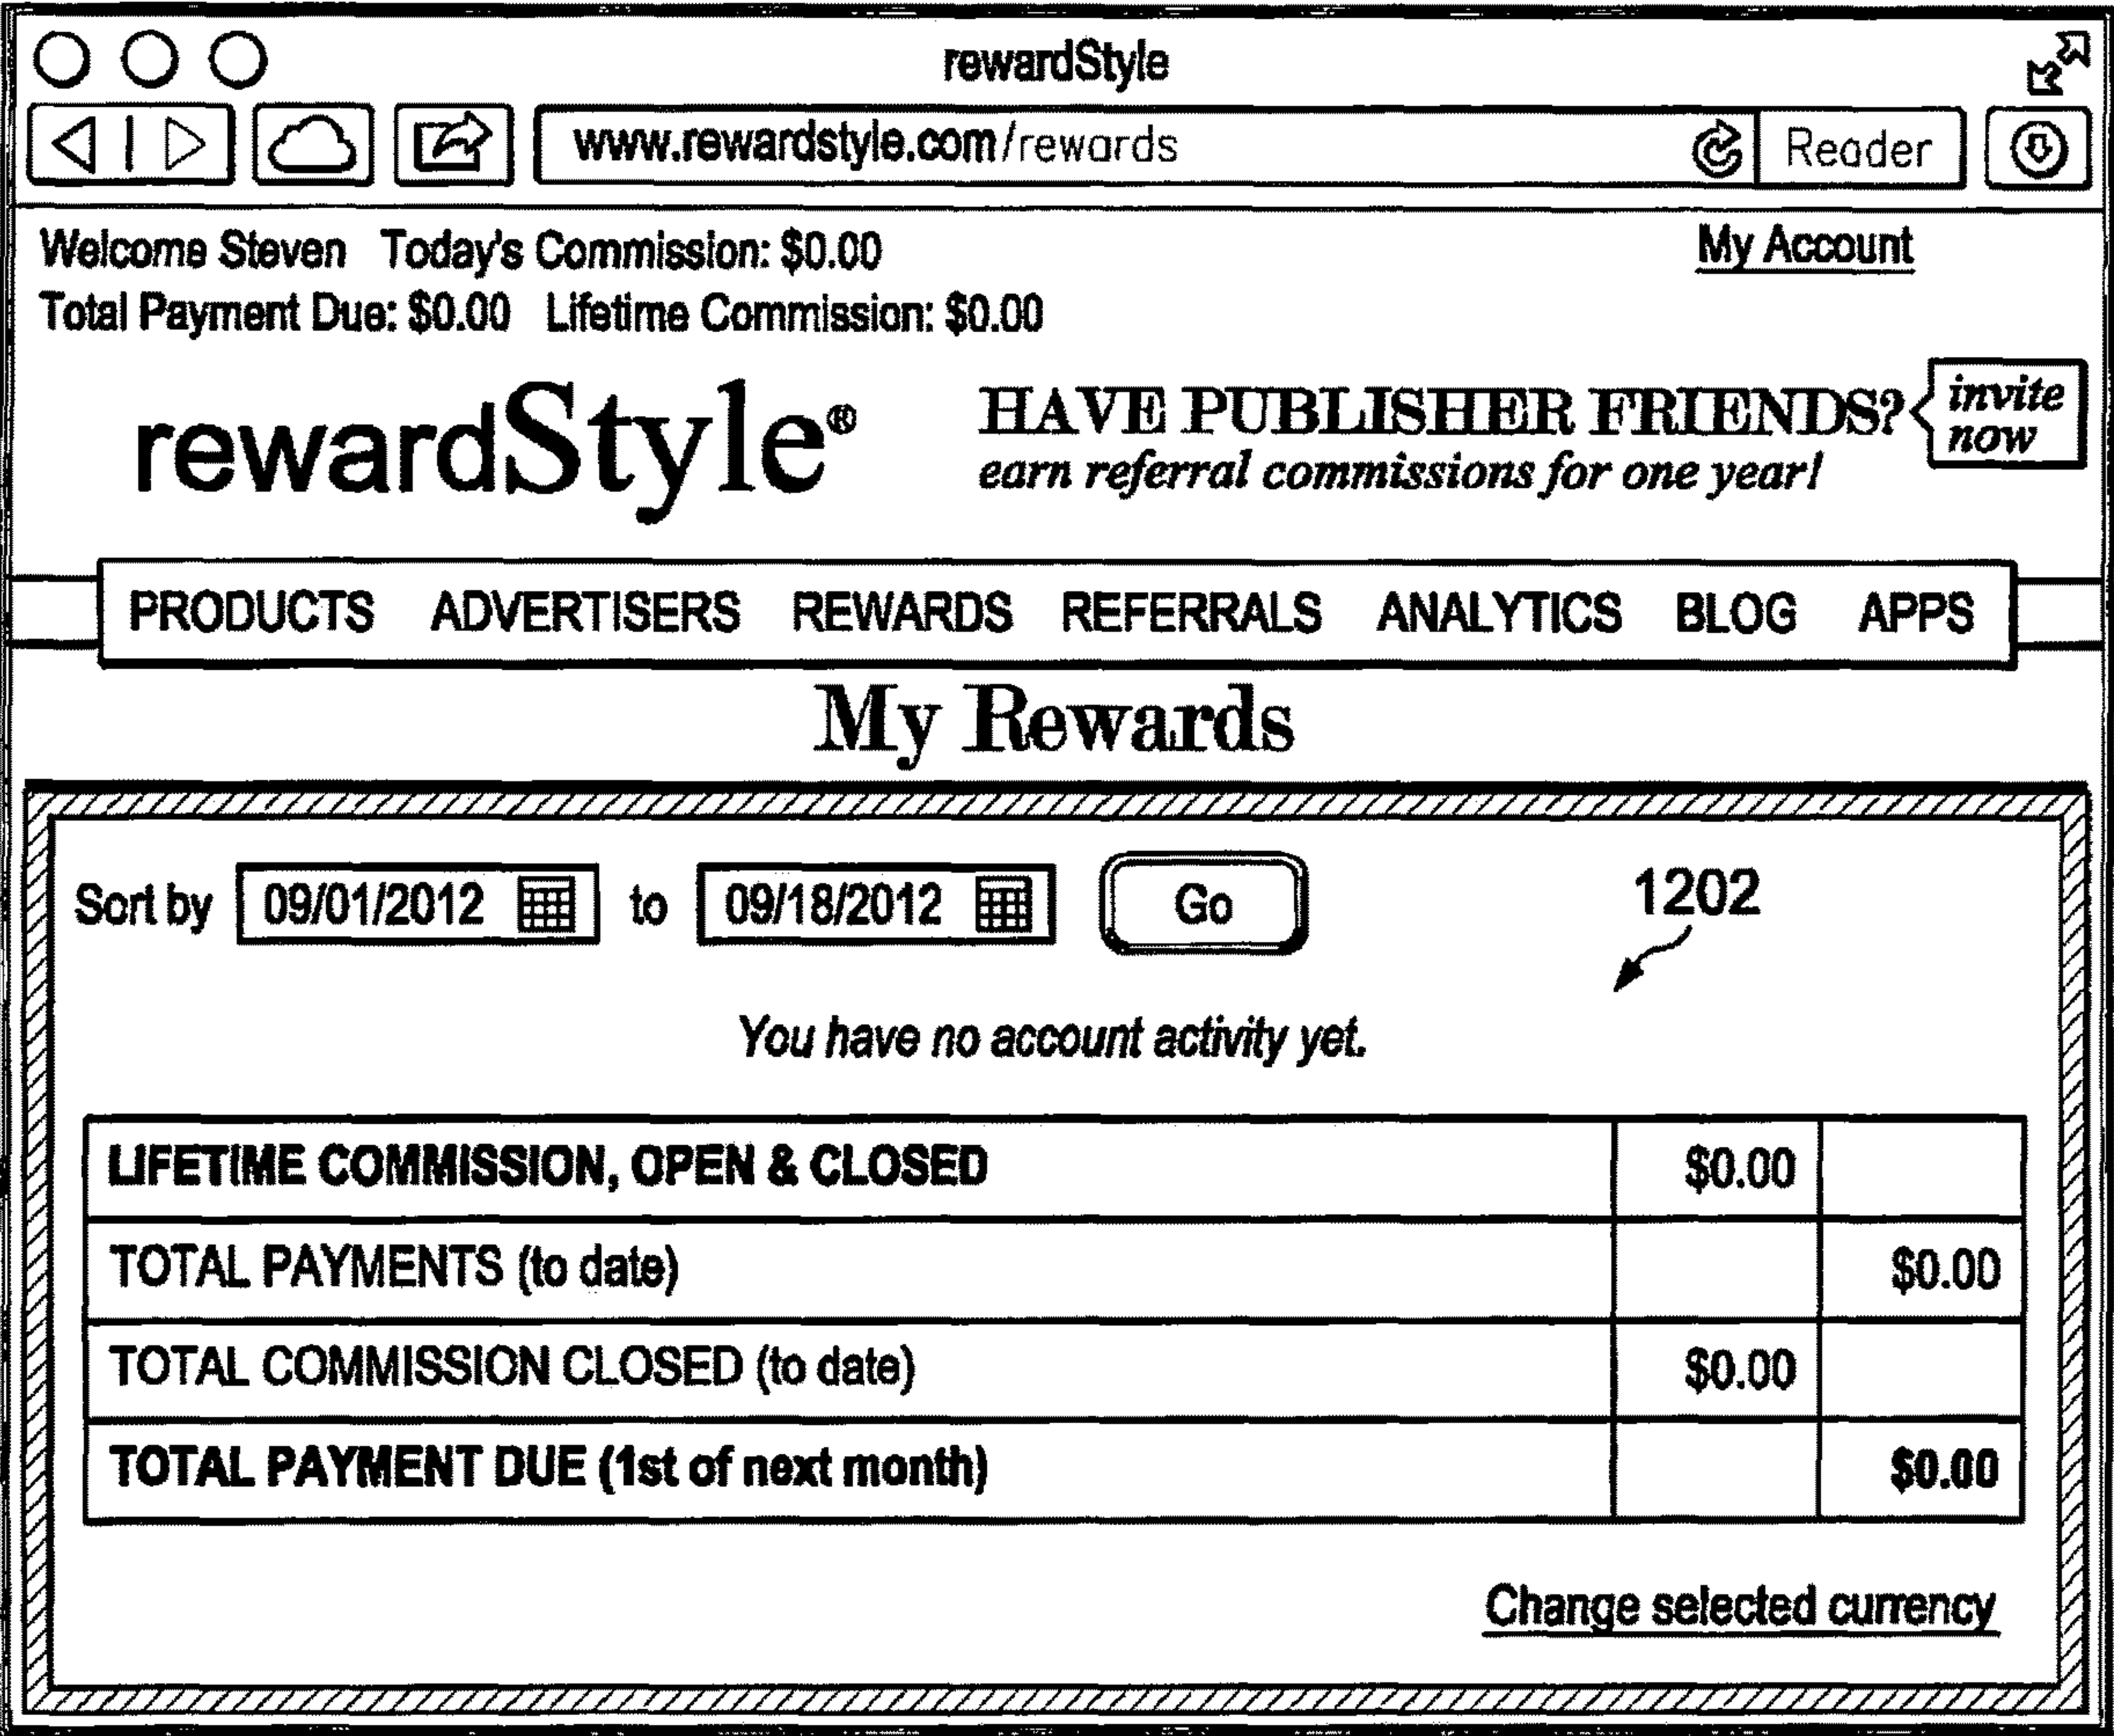 rewardStyle
www.rewardstyle.com/rewards Reader
Welcome Steven Today's Commission: $0.00 My Account
Total Payment Due: $0.00 Lifetime Commission: $0.00
rewardStyle® HAVE PUBLISHER FRIENDS? invite now
earn referral commissions for one year!
PRODUCTS ADVERTISERS REWARDS REFERRALS ANALYTICS BLOG APPS
My Rewards
Sort by 09/01/2012 to 09/18/2012 Go 1202
You have no account activity yet.
LIFETIME COMMISSION, OPEN & CLOSED $0.00
TOTAL PAYMENTS (to date) $0.00
TOTAL COMMISSION CLOSED (to date) $0.00
TOTAL PAYMENT DUE (1st of next month) $0.00
Change selected currency